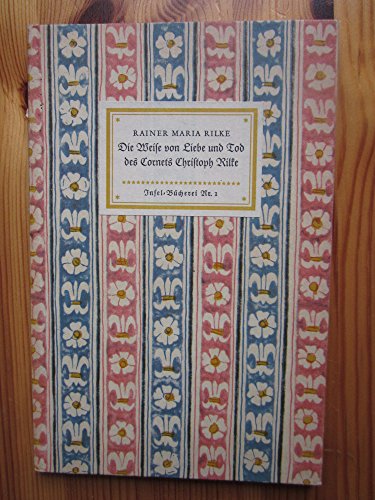 RAINER MARIA RILKE
Die Weise von Liebe und Tod
des Cornets Christoph Rilke
Insel-Bücherei Nr. 1